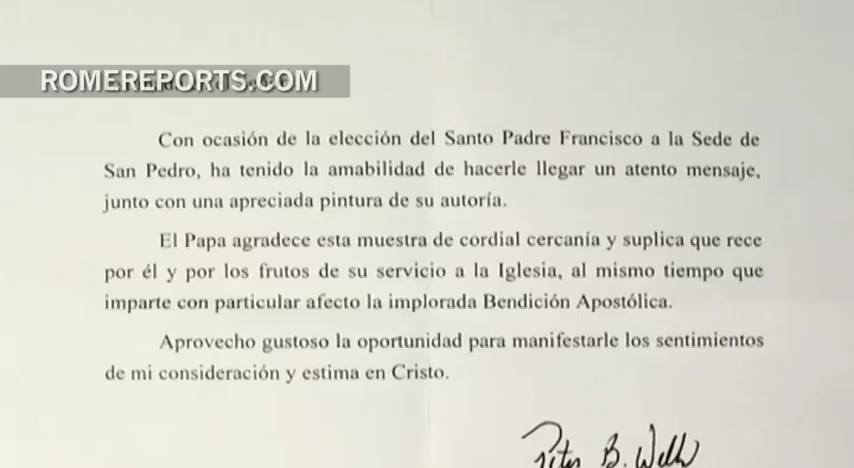 ROMEREPORTS.COM
Con ocasión de la elección del Santo Padre Francisco a la Sede de
San Pedro, ha tenido la amabilidad de hacerle llegar un atento mensaje,
junto con una apreciada pintura de su autoría.
El Papa agradece esta muestra de cordial cercanía y suplica que rece
por él y por los frutos de su servicio a la Iglesia, al mismo tiempo que
imparte con particular afecto la implorada Bendición Apostólica.
Aprovecho gustoso la oportunidad para manifestarle los sentimientos
de mi consideración y estima en Cristo.
Peter B. Wells